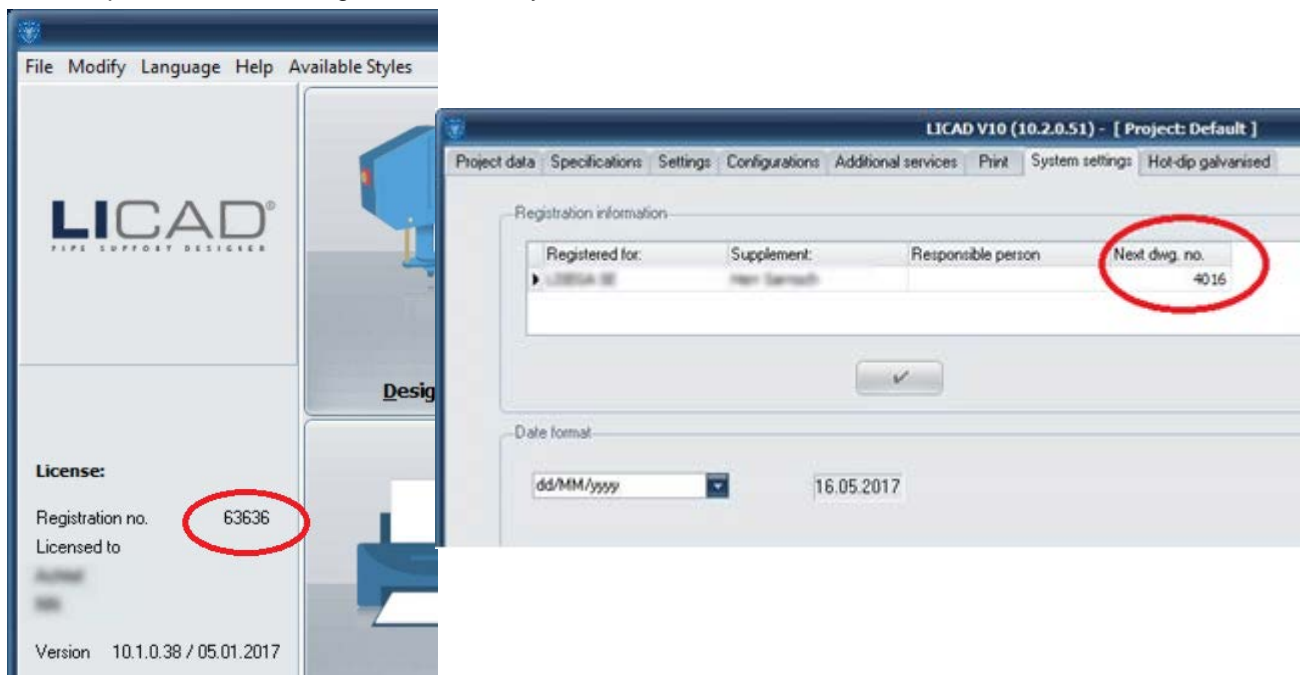 File Modify Language Help Available Styles
LICAD®
PIPE SUPPORT DESIGNER
Desig
License:
Registration no. 63636
Licensed to
Version 10.1.0.38 / 05.01.2017
LICAD V10 (10.2.0.51) - [ Project: Default ]
Project data Specifications Settings Configurations Additional services Print System settings Hot-dip galvanised
Registration information
Registered for: Supplement: Responsible person Next dwg. no.
4016
Date format
dd/MM/yyyy 16.05.2017